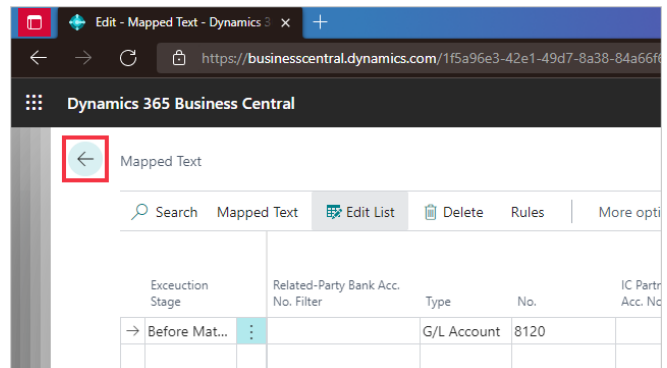 Edit - Mapped Text - Dynamics 3
https://businesscentral.dynamics.com/1f5a96e3-42e1-49d7-8a38-84a66f6
Dynamics 365 Business Central
Mapped Text
Search Mapped Text Edit List Delete Rules More opti
Exceuction Related-Party Bank Acc. IC Partn
Stage No. Filter Type No. Acc. No
Before Mat... G/L Account 8120